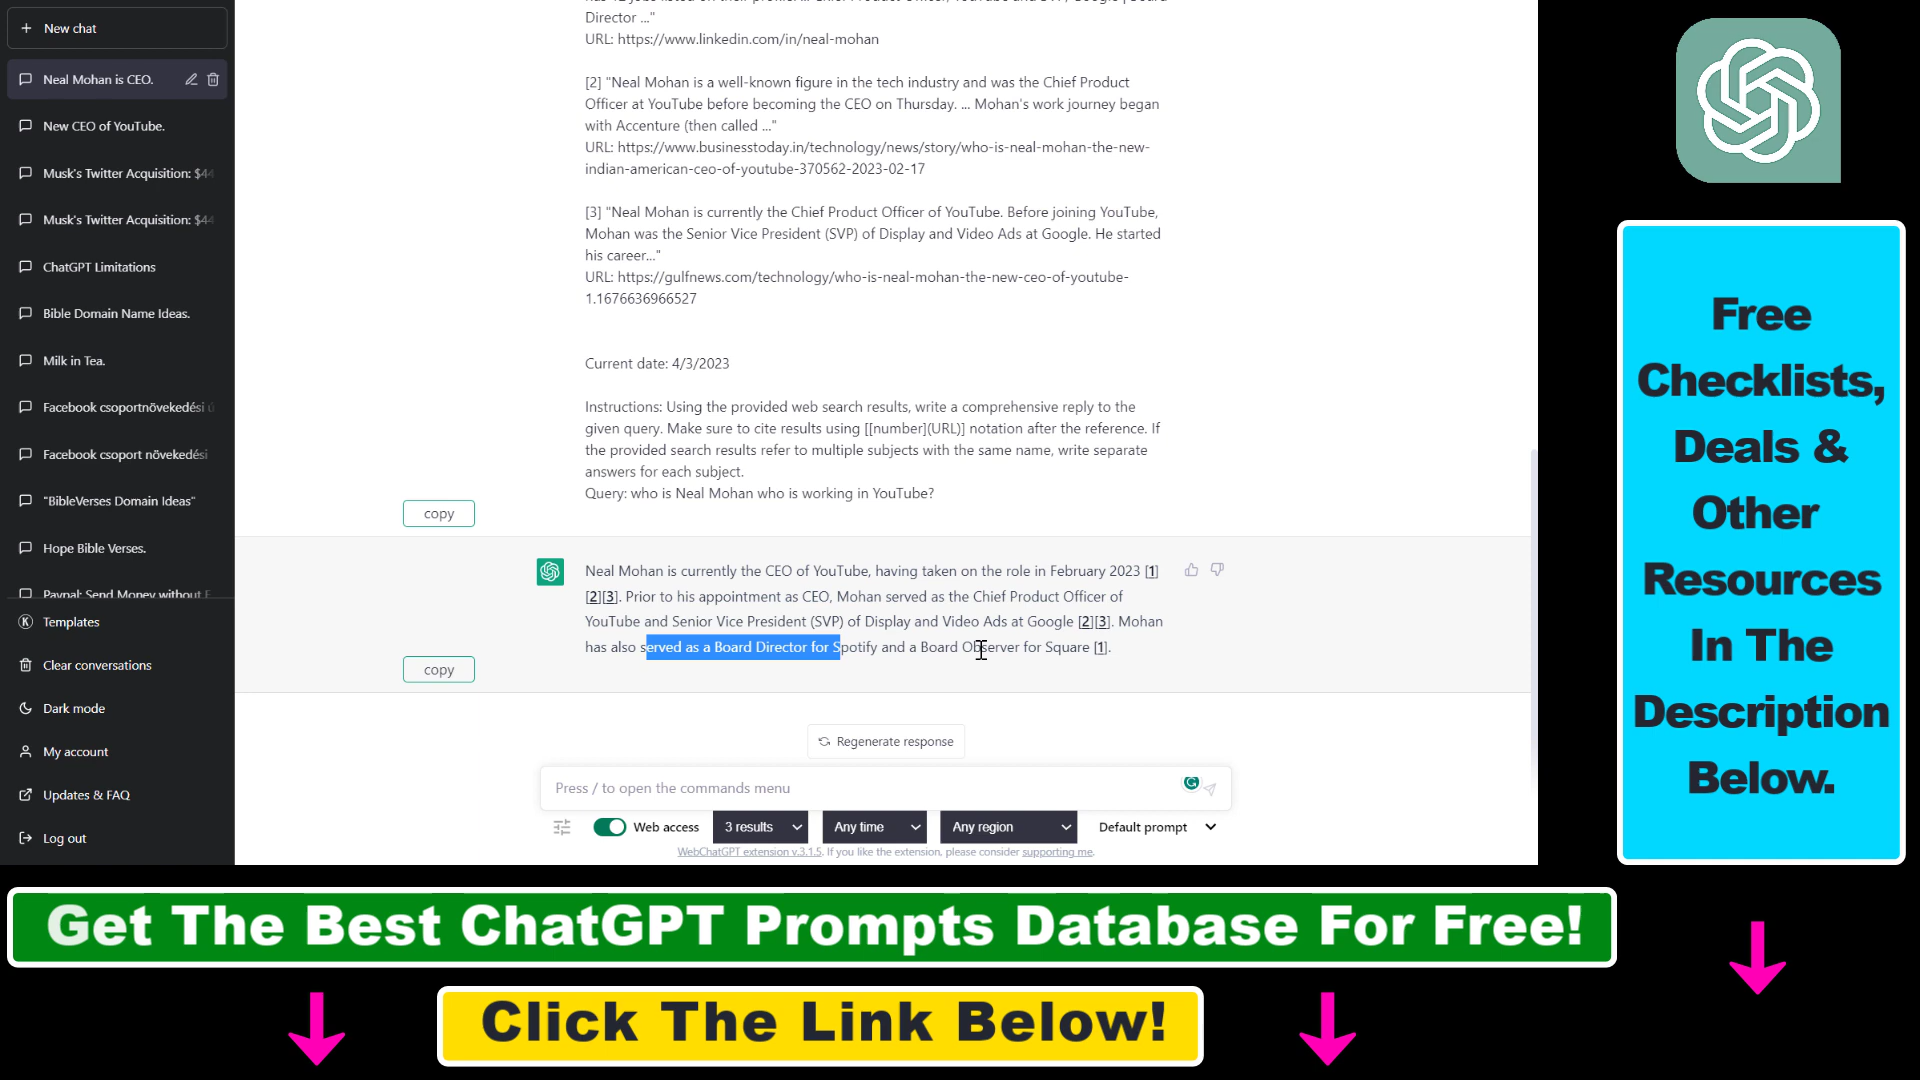 New chat
Neal Mohan is CEO.
New CEO of YouTube.
Musk's Twitter Acquisition: $44
Musk's Twitter Acquisition: $44
ChatGPT Limitations
Bible Domain Name Ideas.
Milk in Tea.
Facebook csoportnövekedési ú
Facebook csoport növekedési
"BibleVerses Domain Ideas"
Hope Bible Verses.
Paypal: Send Money without F
Templates
Clear conversations
Dark mode
My account
Updates & FAQ
Log out
Director ..."
URL: https://www.linkedin.com/in/neal-mohan
[2] "Neal Mohan is a well-known figure in the tech industry and was the Chief Product
Officer at YouTube before becoming the CEO on Thursday. ... Mohan's work journey began
with Accenture (then called ..."
URL: https://www.businesstoday.in/technology/news/story/who-is-neal-mohan-the-new-
indian-american-ceo-of-youtube-370562-2023-02-17
[3] "Neal Mohan is currently the Chief Product Officer of YouTube. Before joining YouTube,
Mohan was the Senior Vice President (SVP) of Display and Video Ads at Google. He started
his career..."
URL: https://gulfnews.com/technology/who-is-neal-mohan-the-new-ceo-of-youtube-
1.1676636966527
Current date: 4/3/2023
Instructions: Using the provided web search results, write a comprehensive reply to the
given query. Make sure to cite results using [[number](URL)] notation after the reference. If
the provided search results refer to multiple subjects with the same name, write separate
answers for each subject.
Query: who is Neal Mohan who is working in YouTube?
copy
Neal Mohan is currently the CEO of YouTube, having taken on the role in February 2023 [1]
[2][3]. Prior to his appointment as CEO, Mohan served as the Chief Product Officer of
YouTube and Senior Vice President (SVP) of Display and Video Ads at Google [2][3]. Mohan
has also served as a Board Director for Spotify and a Board Observer for Square [1].
copy
Regenerate response
Press / to open the commands menu
Web access
3 results
Any time
Any region
Default prompt
WebChatGPT extension v.3.1.5. If you like the extension, please consider supporting me.
Free
Checklists,
Deals &
Other
Resources
In The
Description
Below.
Get The Best ChatGPT Prompts Database For Free!
Click The Link Below!